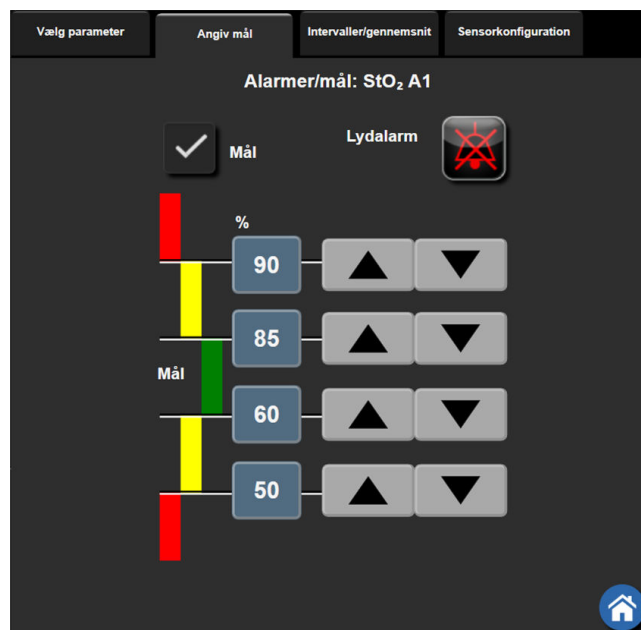 Vælg parameter
Angiv mål
Intervaller/gennemsnit
Sensorkonfiguration
Alarmer/mål: StO₂ A1
Mål
Lydalarm
%
90
85
Mål
60
50